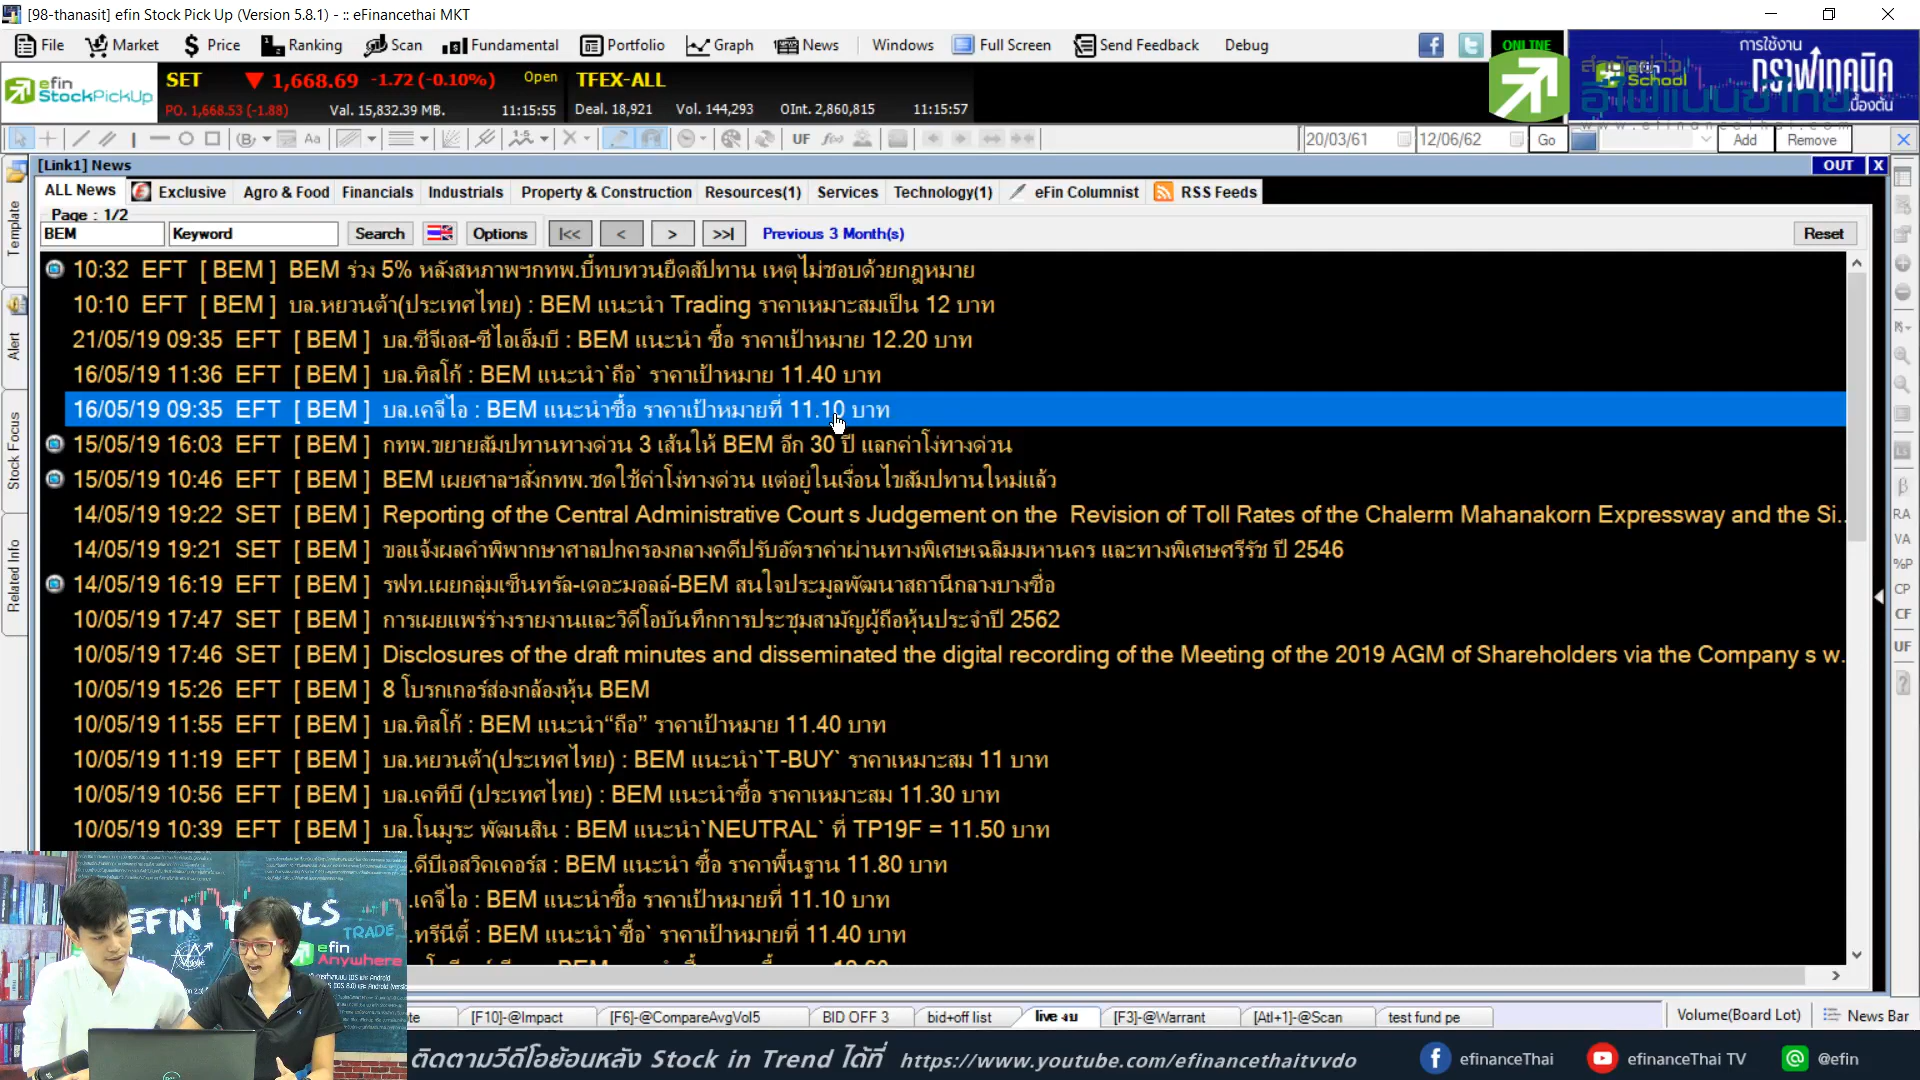 [98-thanasit] efin Stock Pick Up (Version 5.8.1) - :: eFinancethai MKT
File Market Price Ranking Scan Fundamental Portfolio Graph News Windows Full Screen Send Feedback Debug
ONLINE
การใช้งาน
กราฟเทคนิค
เบื้องต้น
efin School
efin StockPickUp
SET ▼ 1,668.69 -1.72 (-0.10%) Open TFEX-ALL
PO. 1,668.53 (-1.88) Val. 15,832.39 MB. 11:15:55 Deal. 18,921 Vol. 144,293 OInt. 2,860,815 11:15:57
www.efinancethai.com
UF 20/03/61 12/06/62 Go Add Remove
[Link1] News OUT X
ALL News Exclusive Agro & Food Financials Industrials Property & Construction Resources(1) Services Technology(1) eFin Columnist RSS Feeds
Page : 1/2
BEM Keyword Search Options |<< < > >>| Previous 3 Month(s) Reset
Template
Alert
Stock Focus
Related Info
10:32 EFT [ BEM ] BEM ร่วง 5% หลังสหภาพฯกทพ.บี้ทบทวนยืดสัปทาน เหตุไม่ชอบด้วยกฎหมาย
10:10 EFT [ BEM ] บล.หยวนต้า(ประเทศไทย) : BEM แนะนำ Trading ราคาเหมาะสมเป็น 12 บาท
21/05/19 09:35 EFT [ BEM ] บล.ซีจีเอส-ซีไอเอ็มบี : BEM แนะนำ ซื้อ ราคาเป้าหมาย 12.20 บาท
16/05/19 11:36 EFT [ BEM ] บล.ทิสโก้ : BEM แนะนำ`ถือ` ราคาเป้าหมาย 11.40 บาท
16/05/19 09:35 EFT [ BEM ] บล.เคจีไอ : BEM แนะนำซื้อ ราคาเป้าหมายที่ 11.10 บาท
15/05/19 16:03 EFT [ BEM ] กทพ.ขยายสัมปทานทางด่วน 3 เส้นให้ BEM อีก 30 ปี แลกค่าโง่ทางด่วน
15/05/19 10:46 EFT [ BEM ] BEM เผยศาลฯสั่งกทพ.ชดใช้ค่าโง่ทางด่วน แต่อยู่ในเงื่อนไขสัมปทานใหม่แล้ว
14/05/19 19:22 SET [ BEM ] Reporting of the Central Administrative Court s Judgement on the Revision of Toll Rates of the Chalerm Mahanakorn Expressway and the Si...
14/05/19 19:21 SET [ BEM ] ขอแจ้งผลคำพิพากษาศาลปกครองกลางคดีปรับอัตราค่าผ่านทางพิเศษเฉลิมมหานคร และทางพิเศษศรีรัช ปี 2546
14/05/19 16:19 EFT [ BEM ] รฟท.เผยกลุ่มเซ็นทรัล-เดอะมอลล์-BEM สนใจประมูลพัฒนาสถานีกลางบางซื่อ
10/05/19 17:47 SET [ BEM ] การเผยแพร่ร่างรายงานและวิดีโอบันทึกการประชุมสามัญผู้ถือหุ้นประจำปี 2562
10/05/19 17:46 SET [ BEM ] Disclosures of the draft minutes and disseminated the digital recording of the Meeting of the 2019 AGM of Shareholders via the Company s w...
10/05/19 15:26 EFT [ BEM ] 8 โบรกเกอร์ส่องกล้องหุ้น BEM
10/05/19 11:55 EFT [ BEM ] บล.ทิสโก้ : BEM แนะนำ“ถือ” ราคาเป้าหมาย 11.40 บาท
10/05/19 11:19 EFT [ BEM ] บล.หยวนต้า(ประเทศไทย) : BEM แนะนำ`T-BUY` ราคาเหมาะสม 11 บาท
10/05/19 10:56 EFT [ BEM ] บล.เคทีบี (ประเทศไทย) : BEM แนะนำซื้อ ราคาเหมาะสม 11.30 บาท
10/05/19 10:39 EFT [ BEM ] บล.โนมูระ พัฒนสิน : BEM แนะนำ`NEUTRAL` ที่ TP19F = 11.50 บาท
.ดีบีเอสวิคเคอร์ส : BEM แนะนำ ซื้อ ราคาพื้นฐาน 11.80 บาท
.เคจีไอ : BEM แนะนำซื้อ ราคาเป้าหมายที่ 11.10 บาท
.ทรีนีตี้ : BEM แนะนำ`ซื้อ` ราคาเป้าหมายที่ 11.40 บาท
RA
VA
%P
CP
CF
UF
EFIN T LS
TRADE
efin
Anywhere
[F10]-@Impact [F6]-@CompareAvgVol5 BID OFF 3 bid+off list live งบ [F3]-@Warrant [Atl+1]-@Scan test fund pe Volume(Board Lot) News Bar
ติดตามวีดีโอย้อนหลัง Stock in Trend ได้ที่ https://www.youtube.com/efinancethaitvvdo efinanceThai efinanceThai TV @efin